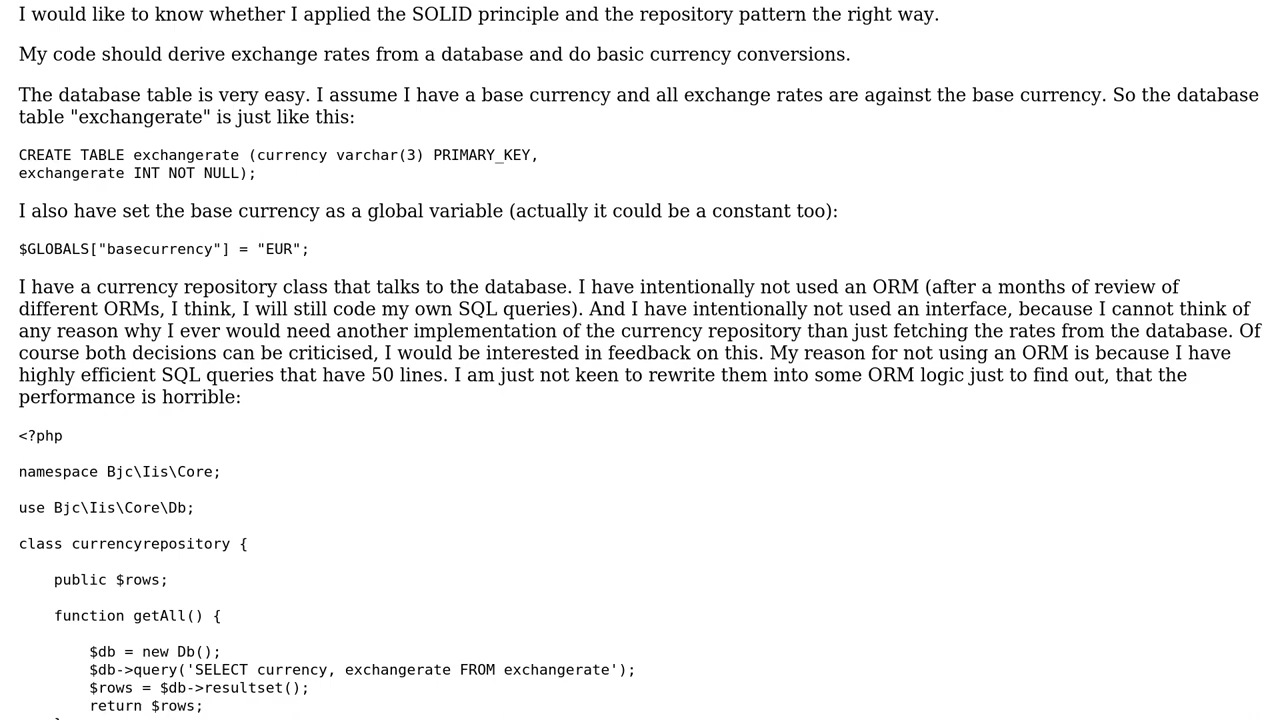 I would like to know whether I applied the SOLID principle and the repository pattern the right way.
My code should derive exchange rates from a database and do basic currency conversions.
The database table is very easy. I assume I have a base currency and all exchange rates are against the base currency. So the database
table "exchangerate" is just like this:
CREATE TABLE exchangerate (currency varchar(3) PRIMARY_KEY,
exchangerate INT NOT NULL);
I also have set the base currency as a global variable (actually it could be a constant too):
$GLOBALS["basecurrency"] = "EUR";
I have a currency repository class that talks to the database. I have intentionally not used an ORM (after a months of review of
different ORMs, I think, I will still code my own SQL queries). And I have intentionally not used an interface, because I cannot think of
any reason why I ever would need another implementation of the currency repository than just fetching the rates from the database. Of
course both decisions can be criticised, I would be interested in feedback on this. My reason for not using an ORM is because I have
highly efficient SQL queries that have 50 lines. I am just not keen to rewrite them into some ORM logic just to find out, that the
performance is horrible:
<?php
namespace Bjc\Iis\Core;
use Bjc\Iis\Core\Db;
class currencyrepository {
    public $rows;
    function getAll() {
        $db = new Db();
        $db->query('SELECT currency, exchangerate FROM exchangerate');
        $rows = $db->resultset();
        return $rows;